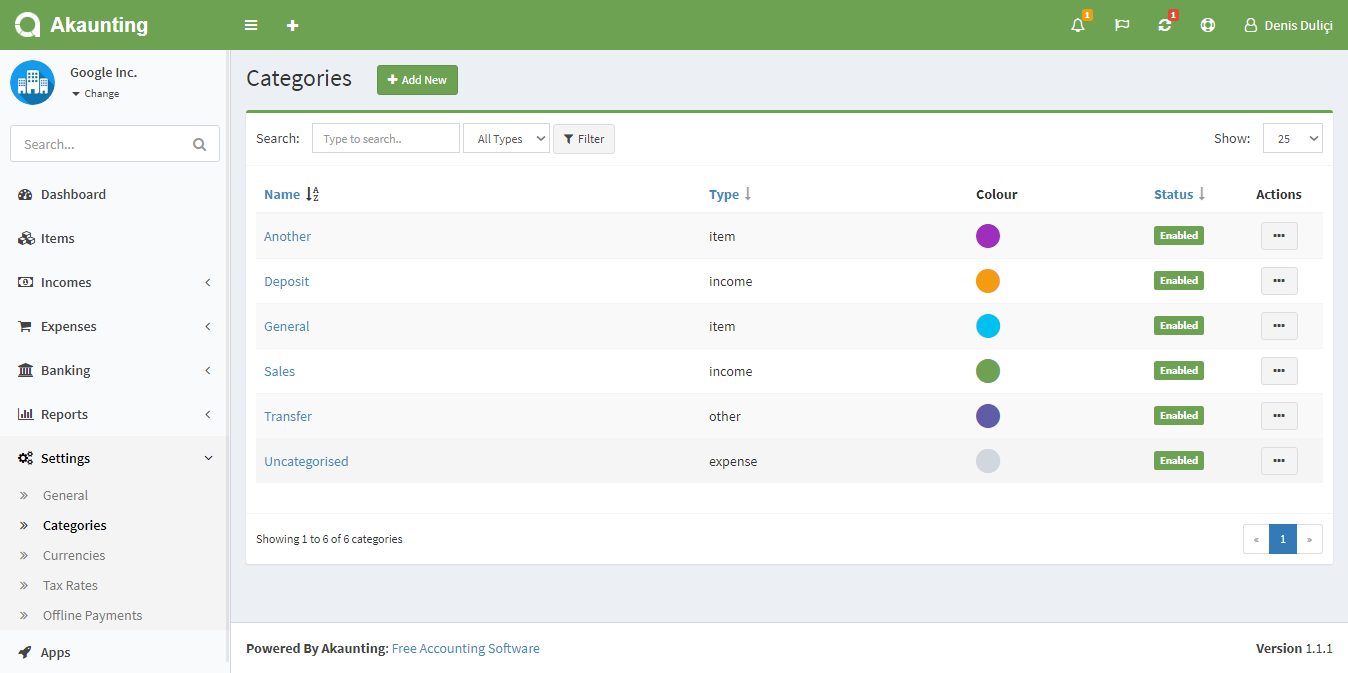 Akaunting
1
1
Denis Duliçi
Google Inc.
Change
Search...
Dashboard
Items
Incomes
Expenses
Banking
Reports
Settings
General
Categories
Currencies
Tax Rates
Offline Payments
Apps
Categories
Add New
Search: Type to search.. All Types Filter Show: 25
Name Type Colour Status Actions
Another item Enabled
Deposit income Enabled
General item Enabled
Sales income Enabled
Transfer other Enabled
Uncategorised expense Enabled
Showing 1 to 6 of 6 categories « 1 »
Powered By Akaunting: Free Accounting Software Version 1.1.1